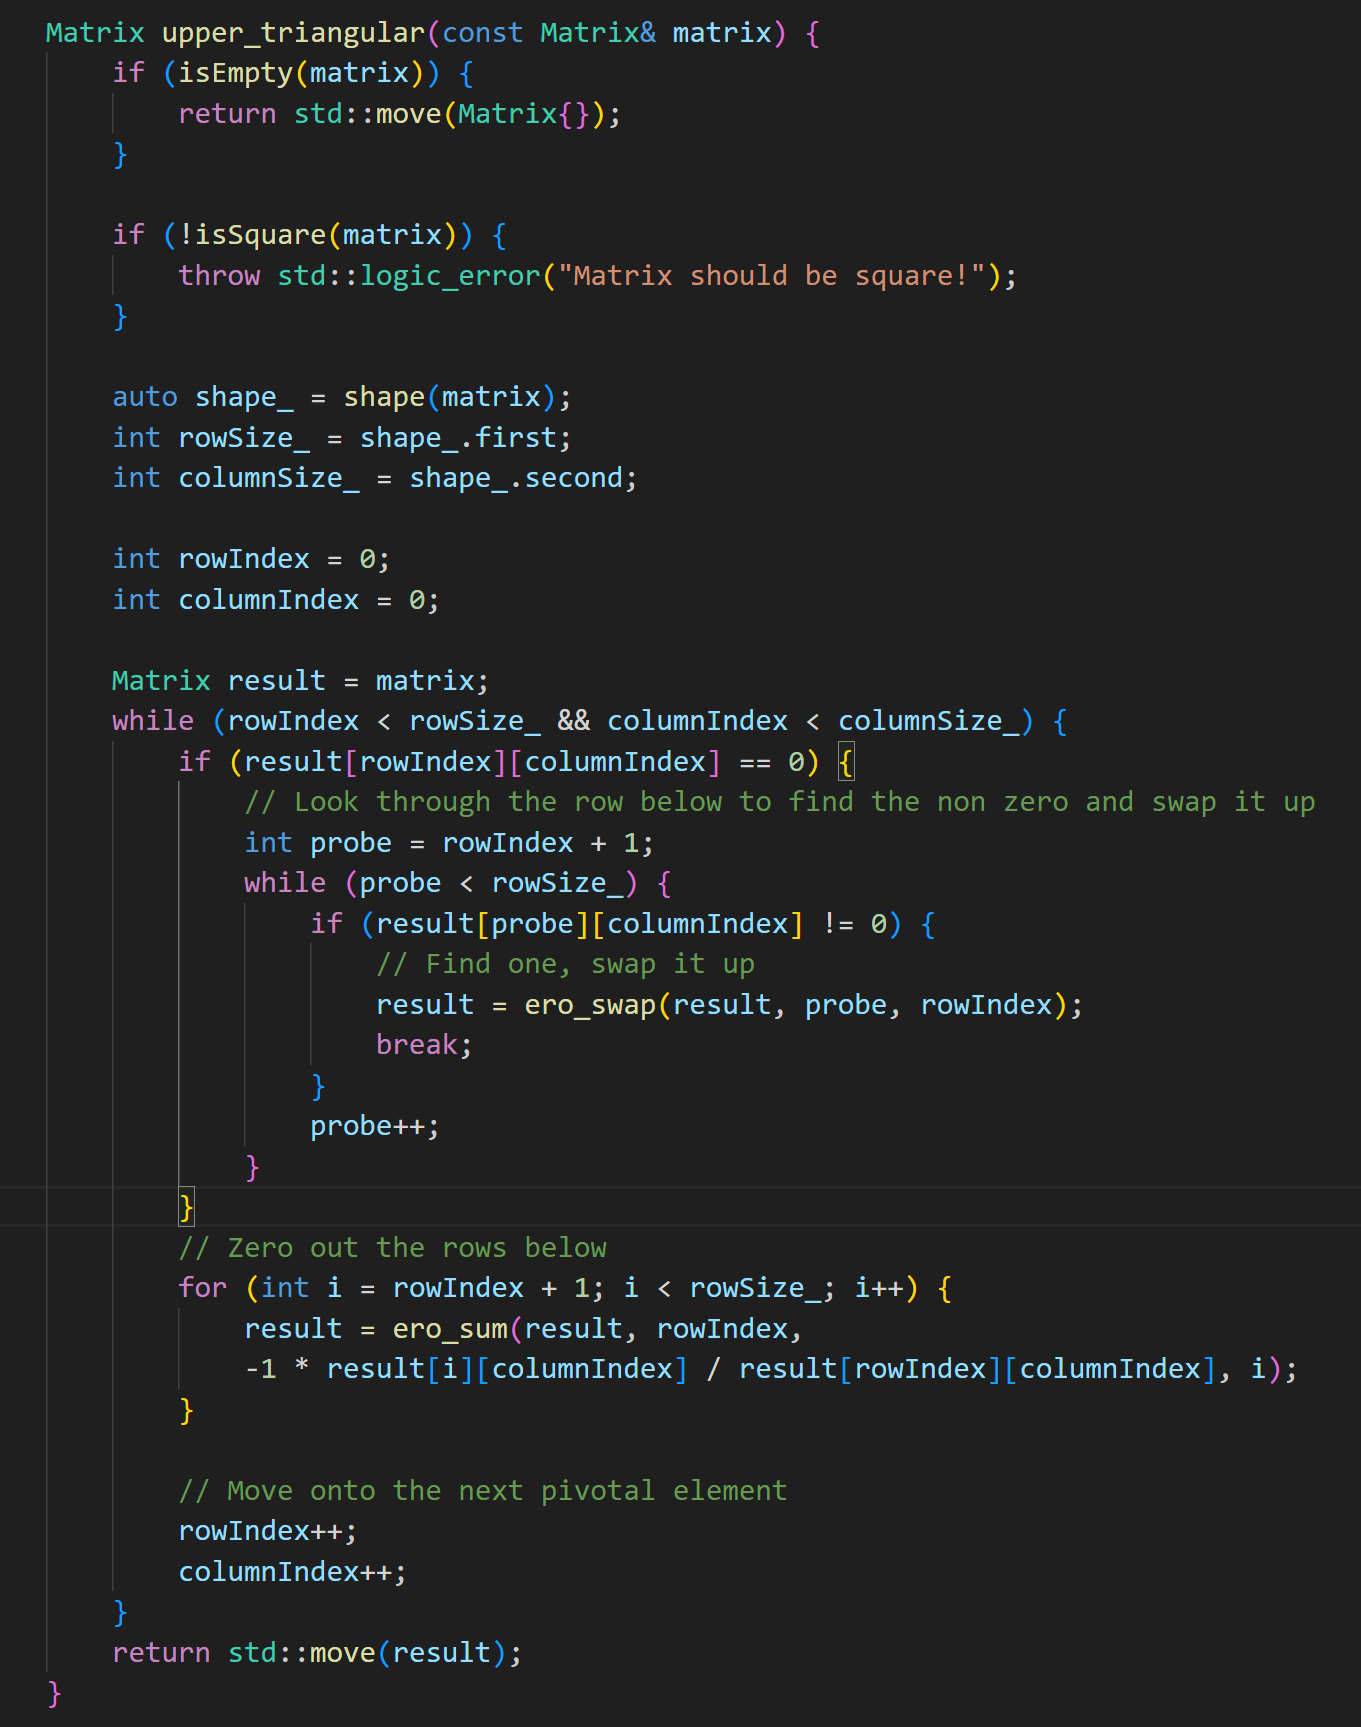 Matrix upper_triangular(const Matrix& matrix) {
    if (isEmpty(matrix)) {
        return std::move(Matrix{});
    }

    if (!isSquare(matrix)) {
        throw std::logic_error("Matrix should be square!");
    }

    auto shape_ = shape(matrix);
    int rowSize_ = shape_.first;
    int columnSize_ = shape_.second;

    int rowIndex = 0;
    int columnIndex = 0;

    Matrix result = matrix;
    while (rowIndex < rowSize_ && columnIndex < columnSize_) {
        if (result[rowIndex][columnIndex] == 0) {
            // Look through the row below to find the non zero and swap it up
            int probe = rowIndex + 1;
            while (probe < rowSize_) {
                if (result[probe][columnIndex] != 0) {
                    // Find one, swap it up
                    result = ero_swap(result, probe, rowIndex);
                    break;
                }
                probe++;
            }
        }
        // Zero out the rows below
        for (int i = rowIndex + 1; i < rowSize_; i++) {
            result = ero_sum(result, rowIndex,
            -1 * result[i][columnIndex] / result[rowIndex][columnIndex], i);
        }

        // Move onto the next pivotal element
        rowIndex++;
        columnIndex++;
    }
    return std::move(result);
}